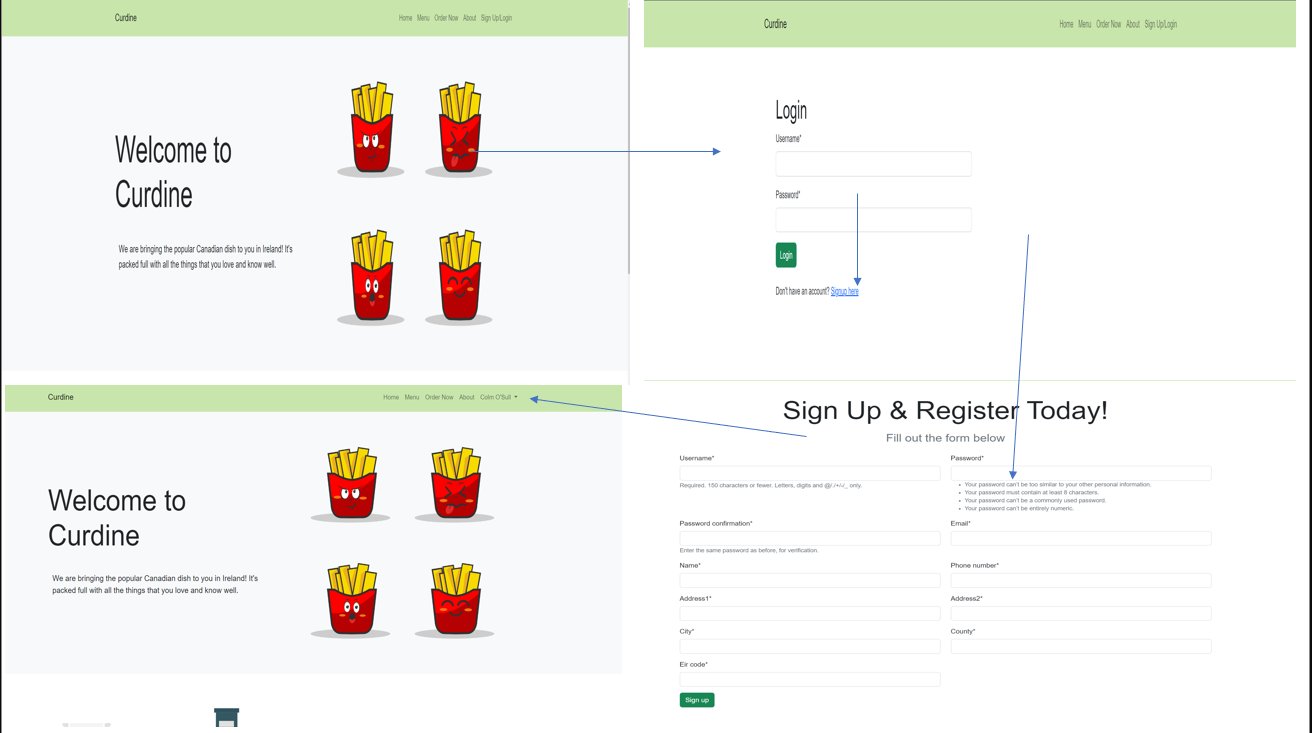 Curdine
Home Menu Order Now About Sign Up/Login
Welcome to
Curdine
We are bringing the popular Canadian dish to you in Ireland! It's
packed full with all the things that you love and know well.
Curdine
Home Menu Order Now About Sign Up/Login
Login
Username*
Password*
Login
Don't have an account? Signup here
Curdine
Home Menu Order Now About Colm O'Sull
Welcome to
Curdine
We are bringing the popular Canadian dish to you in Ireland! It's
packed full with all the things that you love and know well.
Sign Up & Register Today!
Fill out the form below
Username*
Required. 150 characters or fewer. Letters, digits and @/./+/-/_ only.
Password*
Your password can't be too similar to your other personal information.
Your password must contain at least 8 characters.
Your password can't be a commonly used password.
Your password can't be entirely numeric.
Password confirmation*
Enter the same password as before, for verification.
Email*
Name*
Phone number*
Address1*
Address2*
City*
County*
Eir code*
Sign up